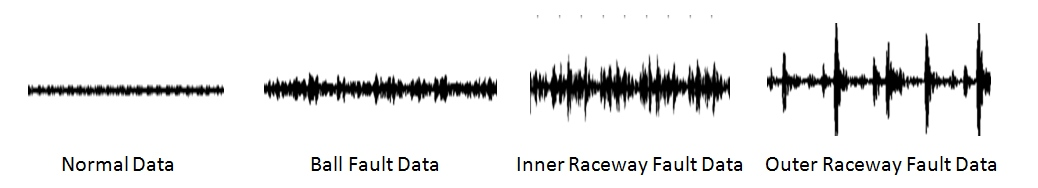 Normal Data
Ball Fault Data
Inner Raceway Fault Data
Outer Raceway Fault Data